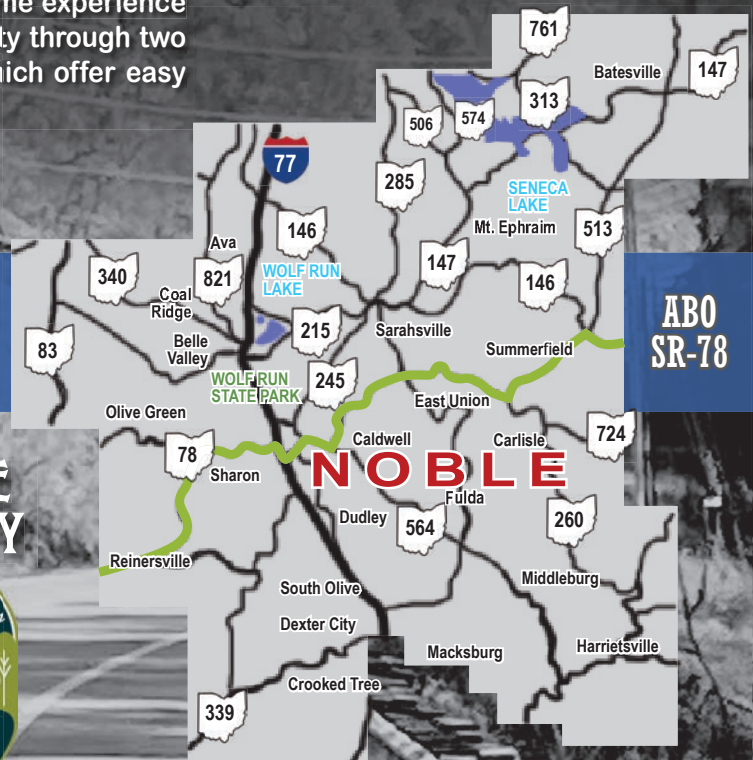 me experience
ty through two
hich offer easy
761
Batesville
147
313
574
506
77
285
SENECA
LAKE
Mt. Ephraim
513
146
Ava
147
340
821
WOLF RUN
LAKE
146
Coal
Ridge
215
Sarahsville
ABO
SR-78
83
Belle
Valley
Summerfield
WOLF RUN
STATE PARK
245
East Union
Olive Green
Caldwell
Carlisle
724
78
Sharon
NOBLE
E
Y
Fulda
Dudley
564
260
Reinersville
South Olive
Middleburg
Dexter City
Macksburg
Harrietsville
Crooked Tree
339